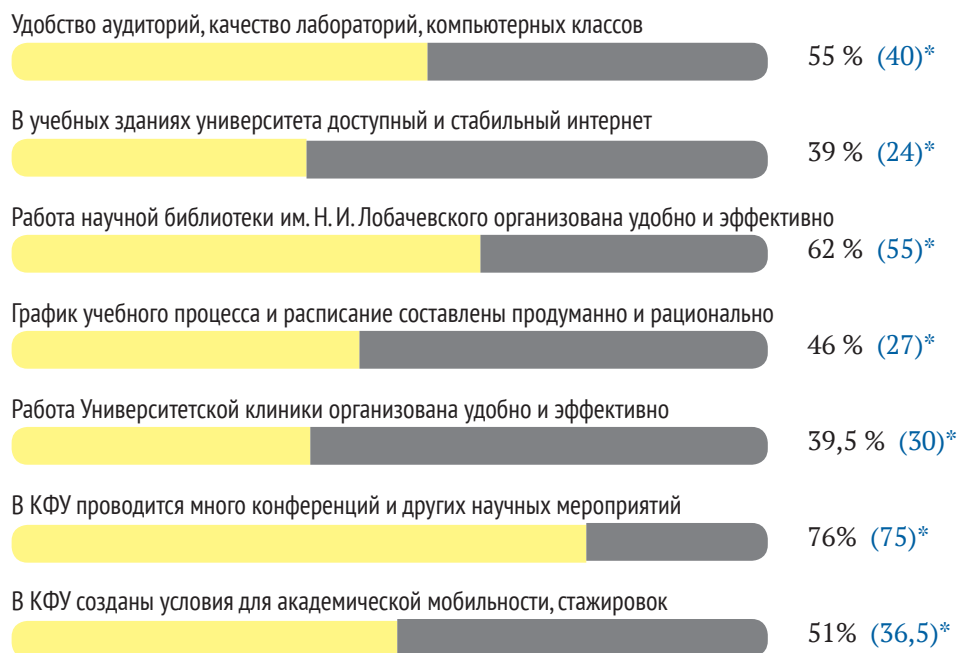 Удобство аудиторий, качество лабораторий, компьютерных классов
55 % (40)*
В учебных зданиях университета доступный и стабильный интернет
39 % (24)*
Работа научной библиотеки им. Н. И. Лобачевского организована удобно и эффективно
62 % (55)*
График учебного процесса и расписание составлены продуманно и рационально
46 % (27)*
Работа Университетской клиники организована удобно и эффективно
39,5 % (30)*
В КФУ проводится много конференций и других научных мероприятий
76% (75)*
В КФУ созданы условия для академической мобильности, стажировок
51% (36,5)*